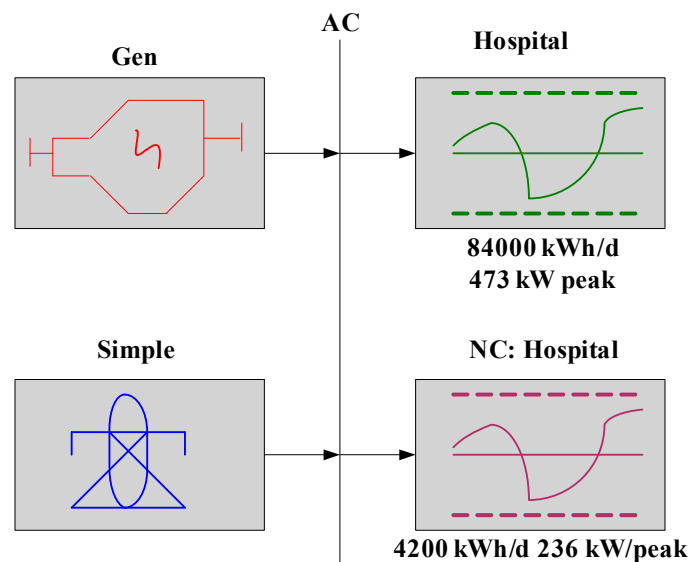 AC
Gen
Hospital
84000 kWh/d
473 kW peak
Simple
NC: Hospital
4200 kWh/d 236 kW/peak